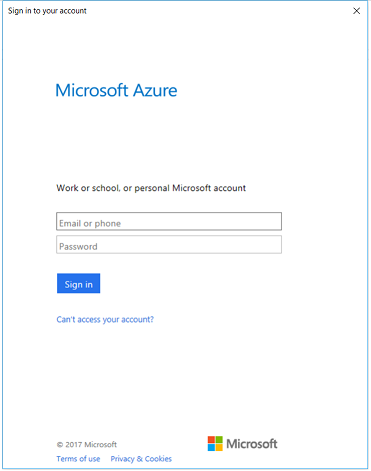 Sign in to your account
Microsoft Azure
Work or school, or personal Microsoft account
Email or phone
Password
Sign in
Can't access your account?
© 2017 Microsoft
Microsoft
Terms of use Privacy & Cookies